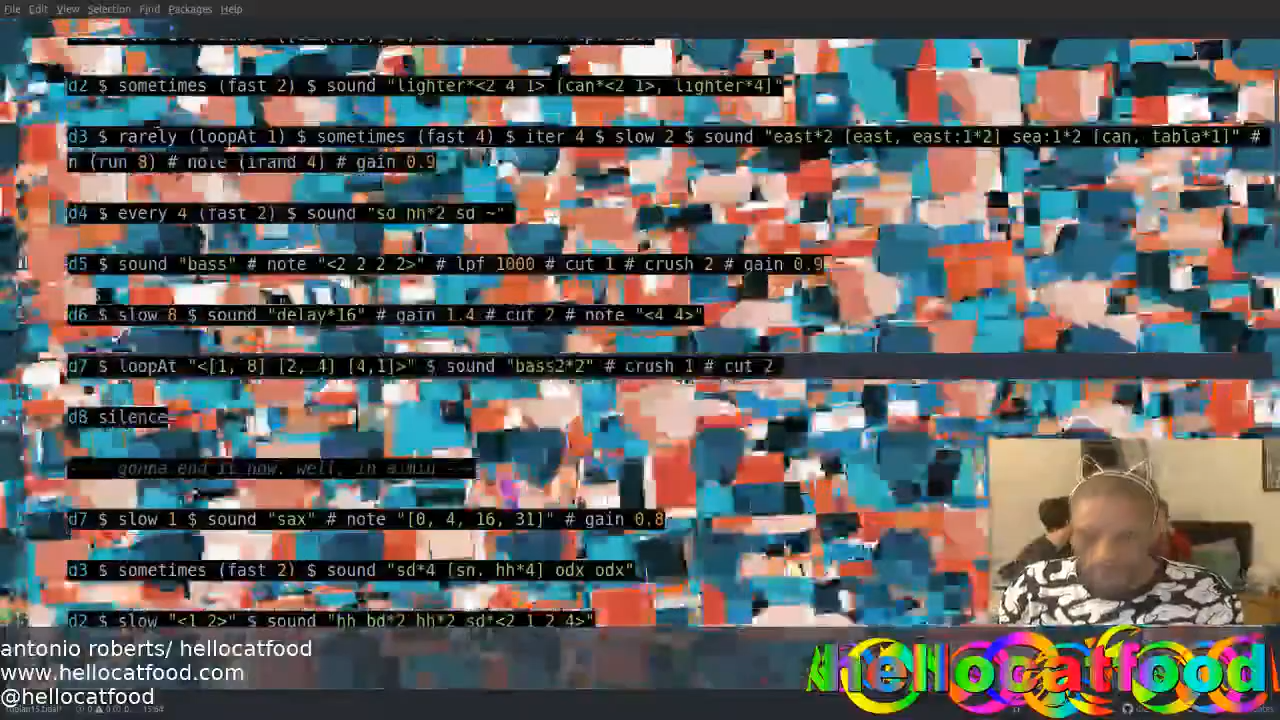 File Edit View Selection Find Packages Help
d2 $ sometimes (fast 2) $ sound "lighter*<2 4 1> [can*<2 1>, lighter*4]"
d3 $ rarely (loopAt 1) $ sometimes (fast 4) $ iter 4 $ slow 2 $ sound "east*2 [east, east:1*2] sea:1*2 [can, tabla*1]" #
n (run 8) # note (irand 4) # gain 0.9
d4 $ every 4 (fast 2) $ sound "sd hh*2 sd ~"
d5 $ sound "bass" # note "<2 2 2 2>" # lpf 1000 # cut 1 # crush 2 # gain 0.9
d6 $ slow 8 $ sound "delay*16" # gain 1.4 # cut 2 # note "<4 4>"
d7 $ loopAt "<[1, 8] [2, 4] [4,1]>" $ sound "bass2*2" # crush 1 # cut 2
d8 silence
gonna end it now. well, in a
d7 $ slow 1 $ sound "sax" # note "[0, 4, 16, 31]" # gain 0.8
d3 $ sometimes (fast 2) $ sound "sd*4 [sn, hh*4] odx odx"
d2 $ slow "<1 2>" $ sound "hh bd*2 hh*2 sd*<2 1 2 4>"
antonio roberts/ hellocatfood
www.hellocatfood.com
@hellocatfood
hellocatfood